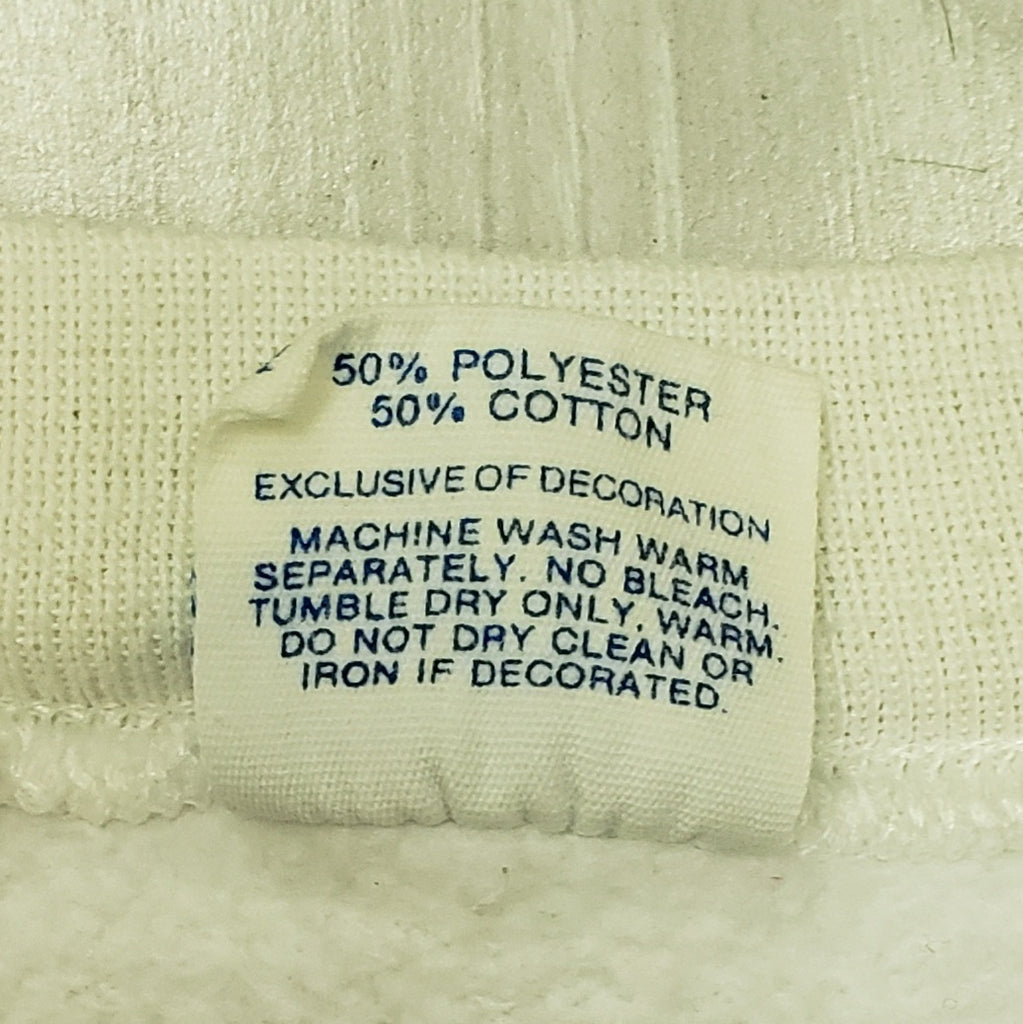 50% POLYESTER
50% COTTON
EXCLUSIVE OF DECORATION
MACHINE WASH WARM
SEPARATELY. NO BLEACH.
TUMBLE DRY ONLY, WARM.
DO NOT DRY CLEAN OR
IRON IF DECORATED.